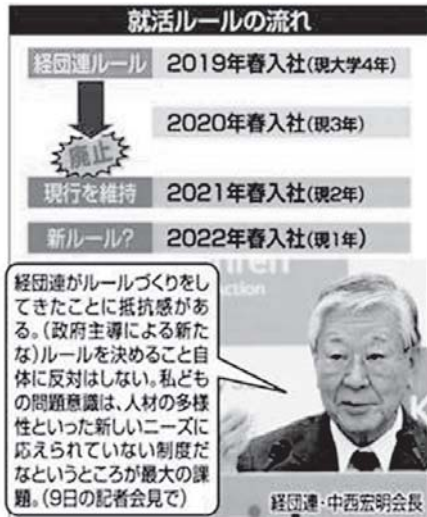 就活ルールの流れ
経団連ルール 2019年春入社(現大学4年)
2020年春入社(現3年)
廃止
現行を維持 2021年春入社(現2年)
新ルール? 2022年春入社(現1年)
経団連がルールづくりをし
てきたことに抵抗感があ
る。(政府主導による新た
な)ルールを決めること自
体に反対はしない。私ども
の問題意識は、人材の多様
性といった新しいニーズに
応えられていない制度だ
なというところが最大の課
題。(9日の記者会見で)
経団連・中西宏明会長